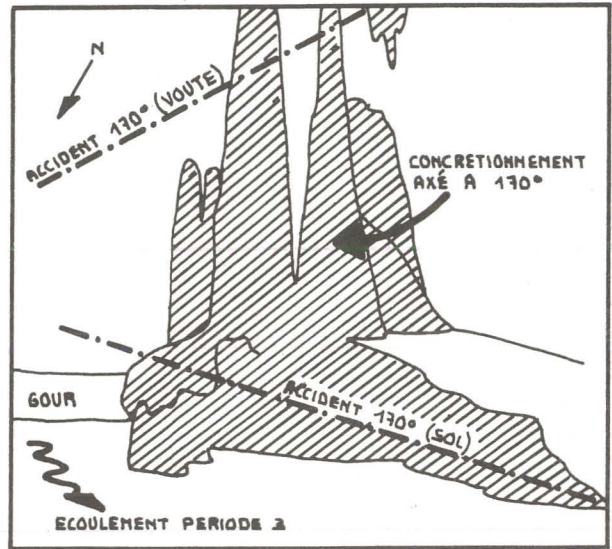 N
ACCIDENT 170° (VOUTE)
CONCRETIONNEMENT
AXÉ A 170°
GOUR
ACCIDENT 170° (SOL)
ECOULEMENT PERIODE 3